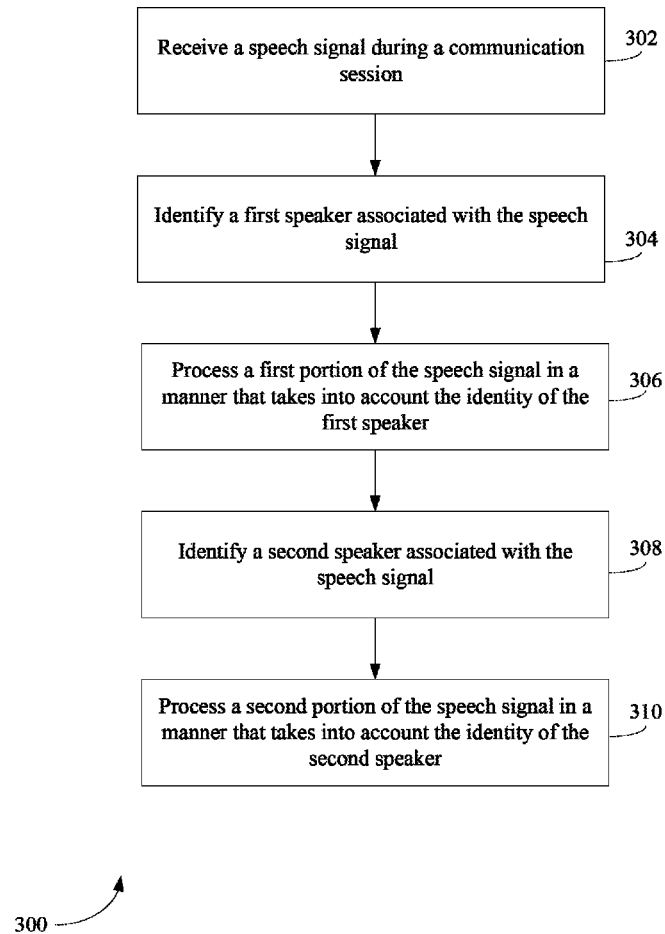 Receive a speech signal during a communication
session
302
Identify a first speaker associated with the speech
signal
304
Process a first portion of the speech signal in a
manner that takes into account the identity of the
first speaker
306
Identify a second speaker associated with the
speech signal
308
Process a second portion of the speech signal in a
manner that takes into account the identity of the
second speaker
310
300